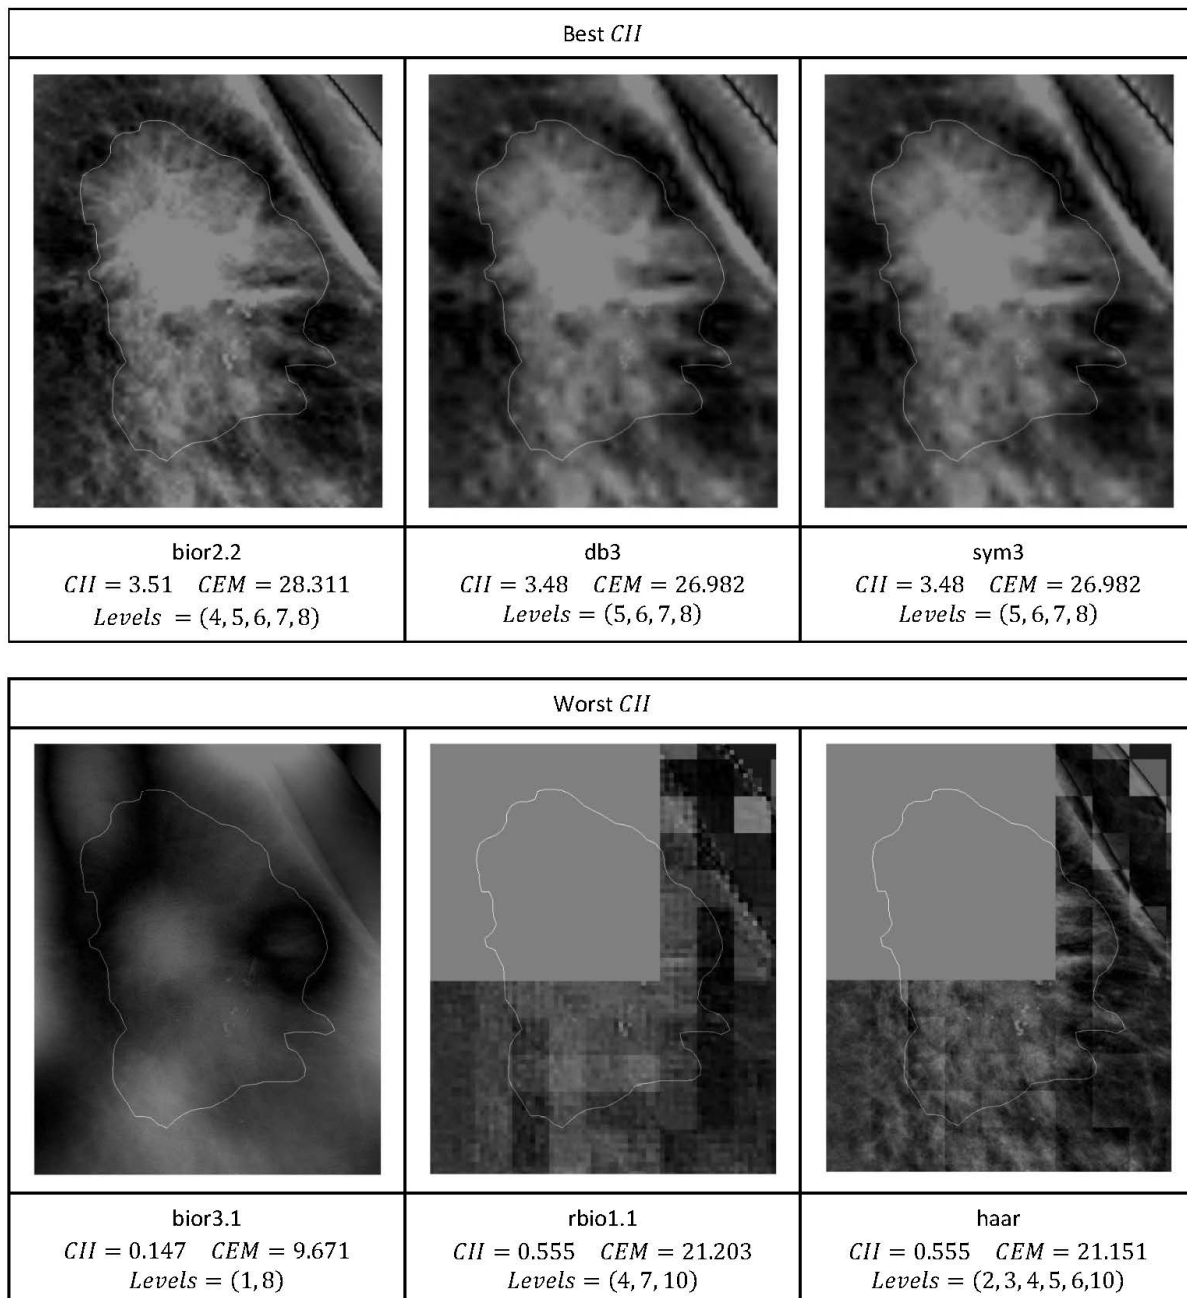 Best CII
bior2.2
CII = 3.51 CEM = 28.311
Levels = (4, 5, 6, 7, 8)
db3
CII = 3.48 CEM = 26.982
Levels = (5, 6, 7, 8)
sym3
CII = 3.48 CEM = 26.982
Levels = (5, 6, 7, 8)
Worst CII
bior3.1
CII = 0.147 CEM = 9.671
Levels = (1, 8)
rbio1.1
CII = 0.555 CEM = 21.203
Levels = (4, 7, 10)
haar
CII = 0.555 CEM = 21.151
Levels = (2, 3, 4, 5, 6,10)